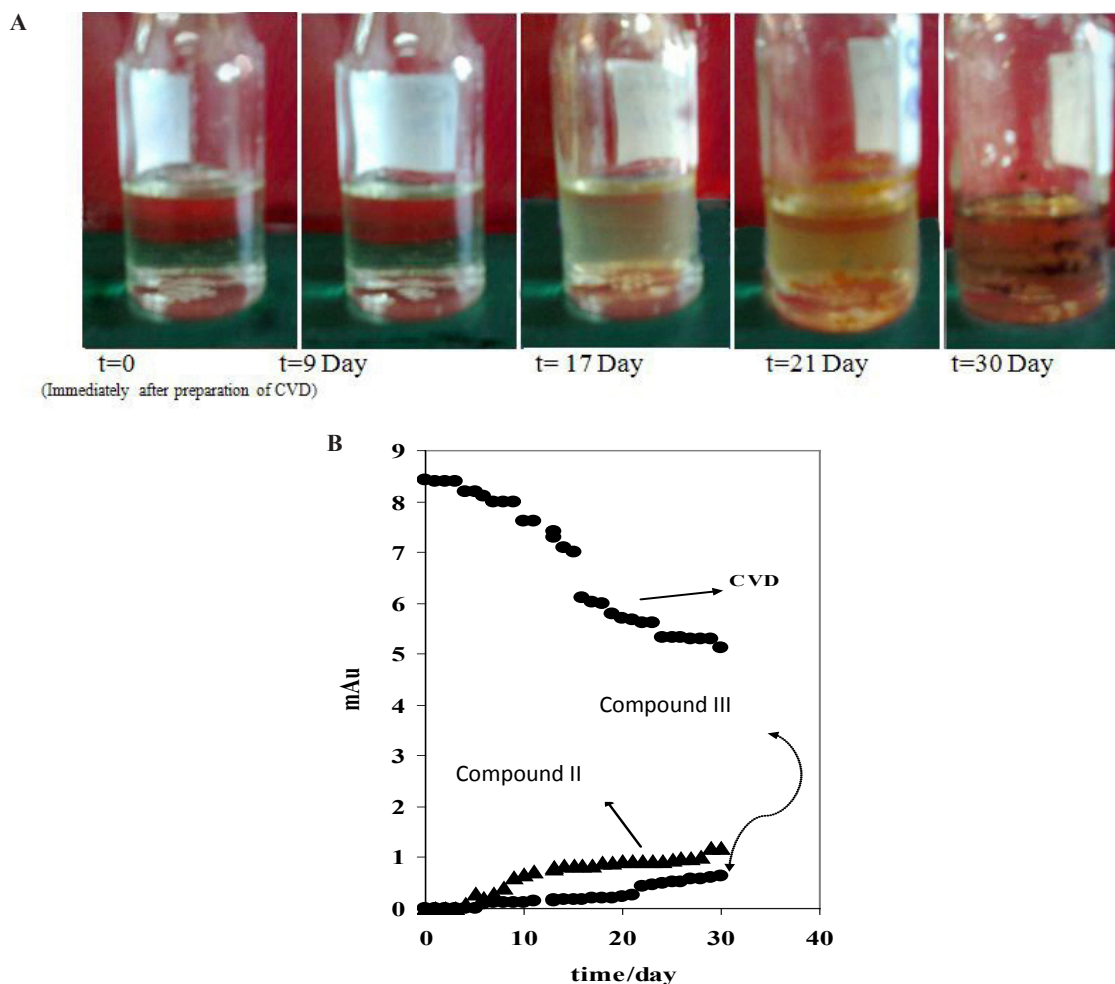 A
t=0 t=9 Day t= 17 Day t=21 Day t=30 Day
(Immediately after preparation of CVD)
B
9
8
7
6
5
4
3
2
1
0
mAu
CVD
Compound III
Compound II
0 10 20 30 40
time/day